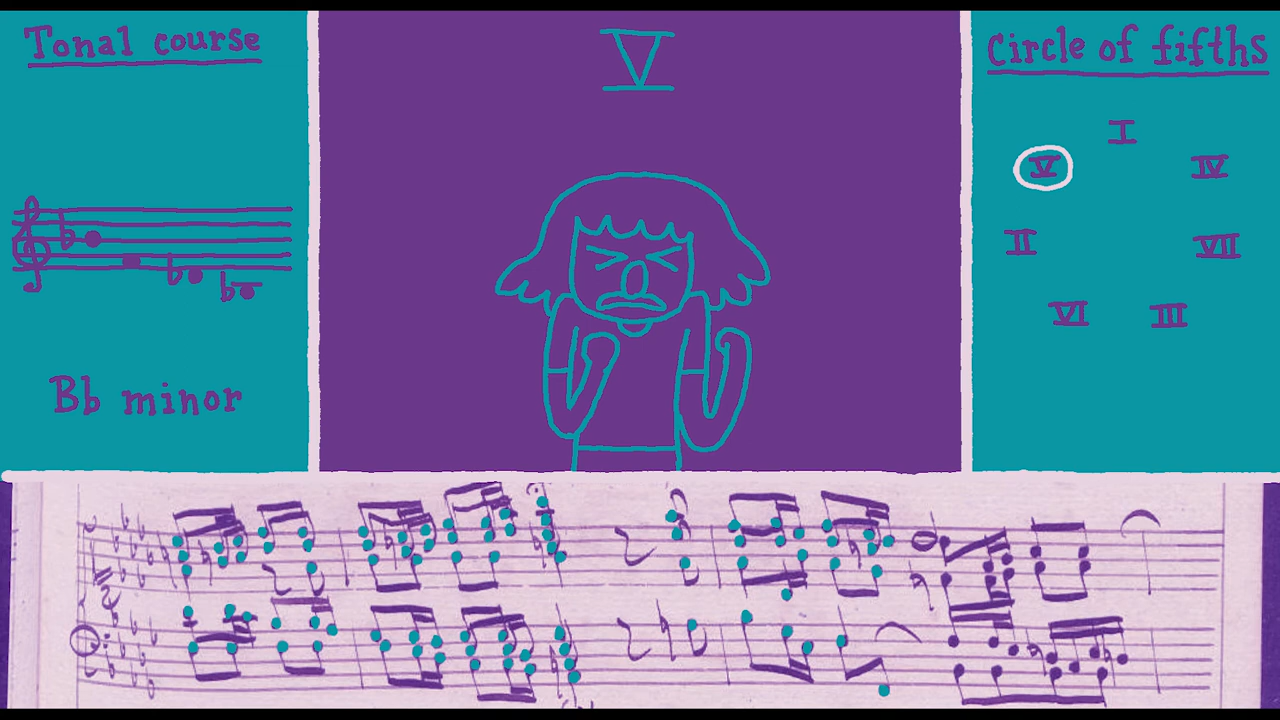 Tonal course
Bb minor
V
Circle of fifths
I
V
IV
II
VII
VI
III